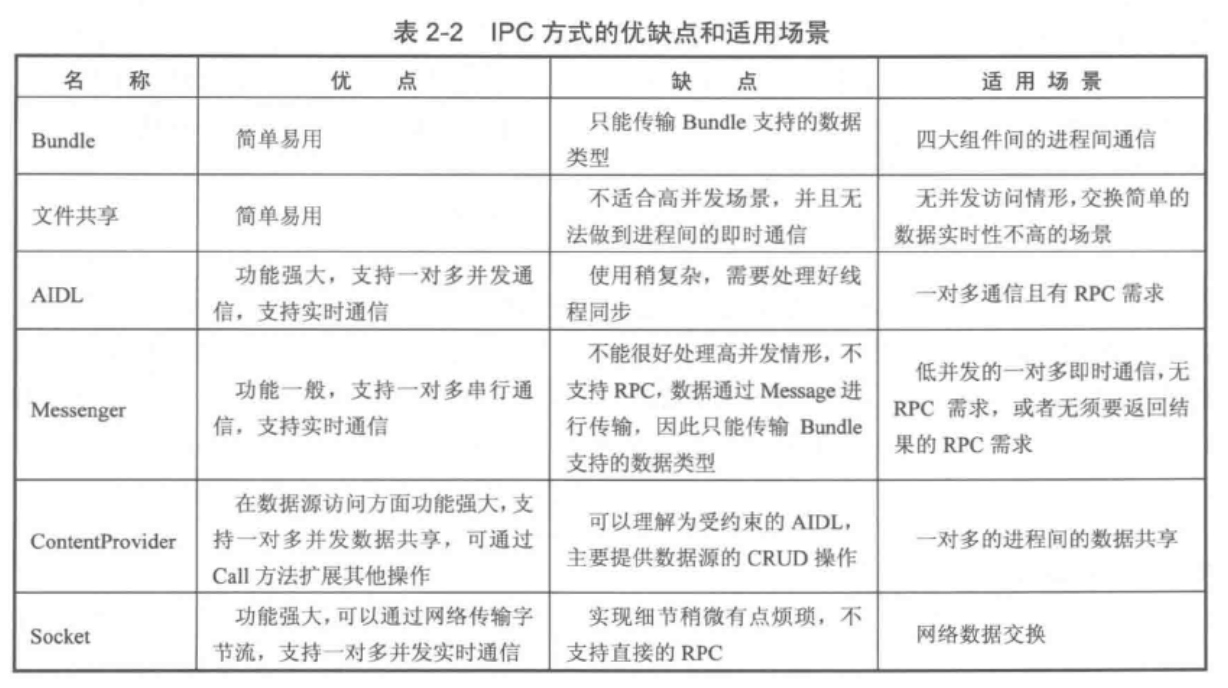 表 2-2 IPC 方式的优缺点和适用场景
名 称 优 点 缺 点 适 用 场 景
Bundle
简单易用
只能传输 Bundle 支持的数据
类型
四大组件间的进程间通信
文件共享
简单易用
不适合高并发场景，并且无
法做到进程间的即时通信
无并发访问情形，交换简单的
数据实时性不高的场景
AIDL
功能强大，支持一对多并发通
信，支持实时通信
使用稍复杂，需要处理好线
程同步
一对多通信且有 RPC 需求
Messenger
功能一般，支持一对多串行通
信，支持实时通信
不能很好处理高并发情形，不
支持 RPC，数据通过 Message 进
行传输，因此只能传输 Bundle
支持的数据类型
低并发的一对多即时通信，无
RPC 需求，或者无须要返回结
果的 RPC 需求
ContentProvider
在数据源访问方面功能强大，支
持一对多并发数据共享，可通过
Call 方法扩展其他操作
可以理解为受约束的 AIDL，
主要提供数据源的 CRUD 操作
一对多的进程间的数据共享
Socket
功能强大，可以通过网络传输字
节流，支持一对多并发实时通信
实现细节稍微有点烦琐，不
支持直接的 RPC
网络数据交换